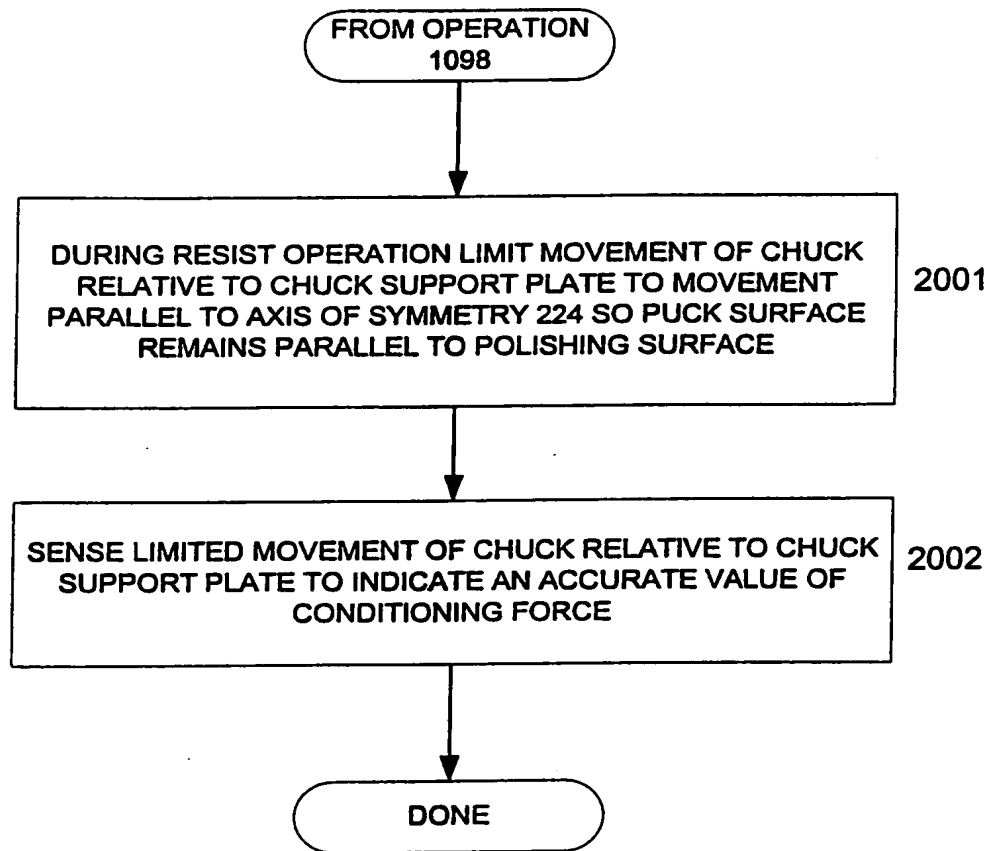 FROM OPERATION
1098
DURING RESIST OPERATION LIMIT MOVEMENT OF CHUCK
RELATIVE TO CHUCK SUPPORT PLATE TO MOVEMENT
PARALLEL TO AXIS OF SYMMETRY 224 SO PUCK SURFACE
REMAINS PARALLEL TO POLISHING SURFACE
2001
SENSE LIMITED MOVEMENT OF CHUCK RELATIVE TO CHUCK
SUPPORT PLATE TO INDICATE AN ACCURATE VALUE OF
CONDITIONING FORCE
2002
DONE